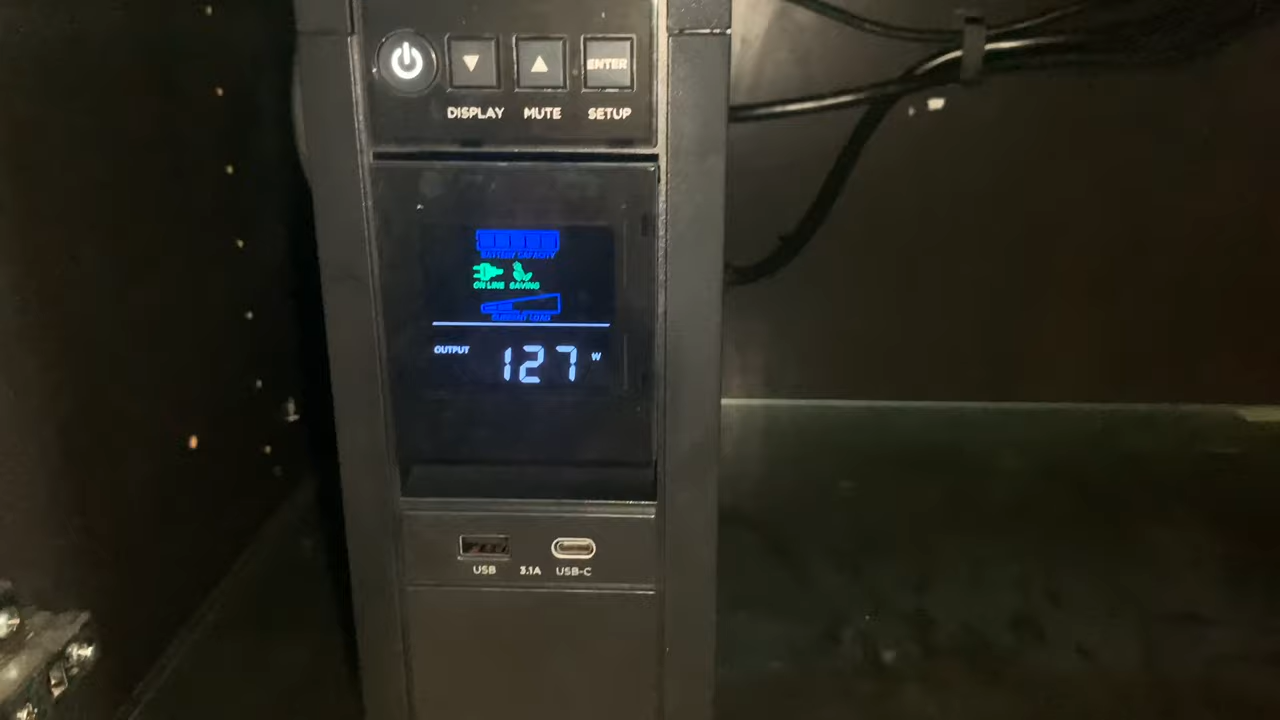 ENTER
DISPLAY MUTE SETUP
BATTERY CAPACITY
ON LINE SAVING
CURRENT LOAD
OUTPUT 127 W
USB 3.1A USB-C